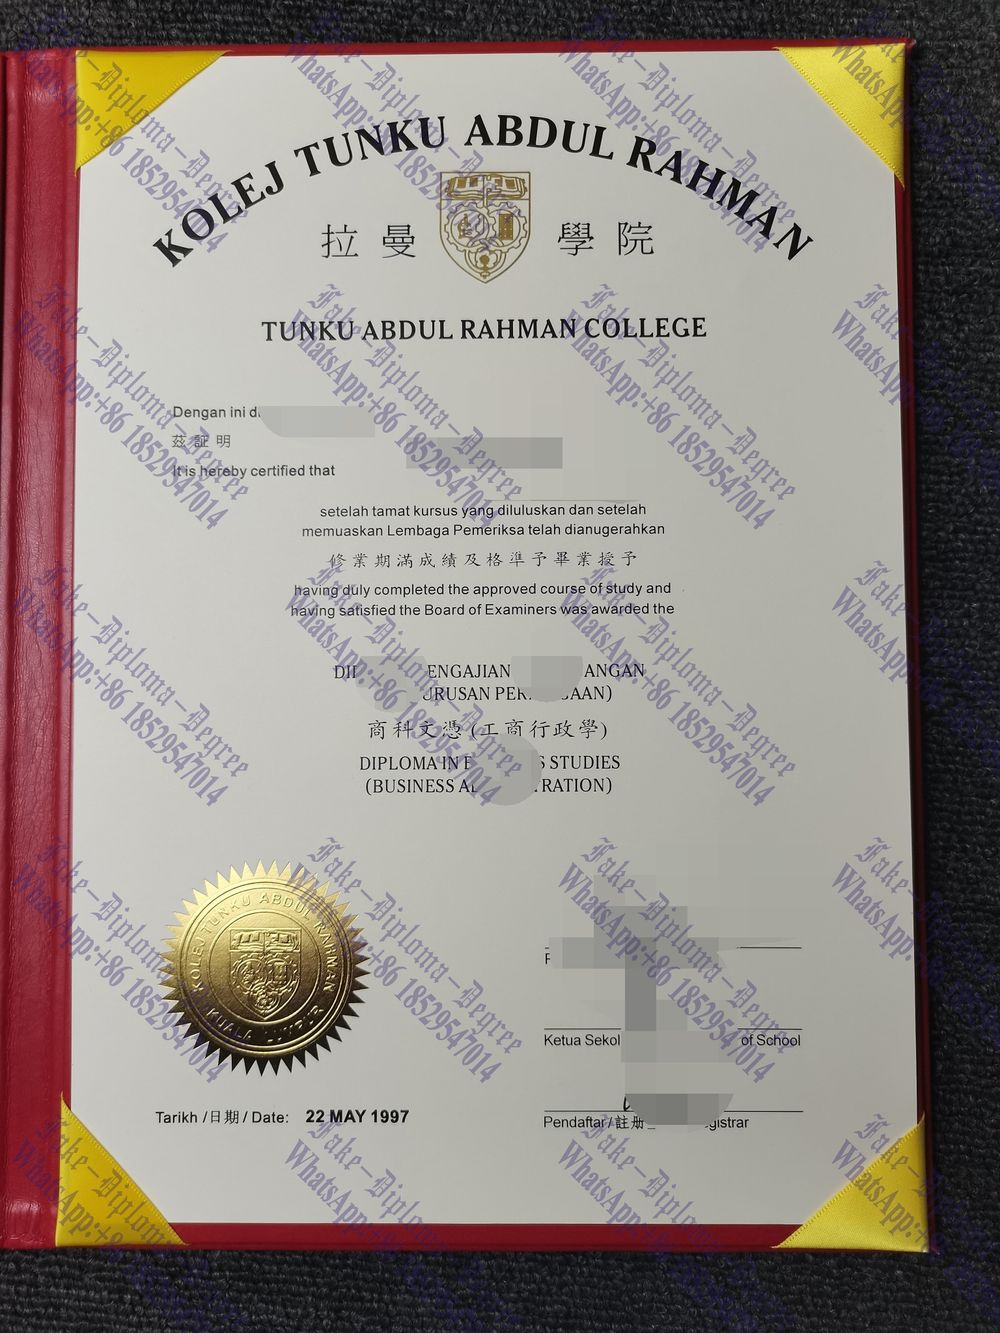 KOLEJ TUNKU ABDUL RAHMAN
拉曼 學院
TUNKU ABDUL RAHMAN COLLEGE
Dengan ini
茲証明
It is hereby certified that
setelah tamat kursus yang diluluskan dan setelah
memuaskan Lembaga Pemeriksa telah dianugerahkan
修業期滿成績及格準予畢業授予
having duly completed the approved course of study and
having satisfied the Board of Examiners was awarded the
商科文憑(工商行政學)
DIPLOMA IN STUDIES
(BUSINESS
KOLEJ TUNKU ABDUL RAHMAN
KUALA LUMPUR
Ketua of School
Tarikh /日期/ Date: 22 MAY 1997
Pendaftar/註册
Fake-Diploma-Degree
WhatsApp:+86 18529547014